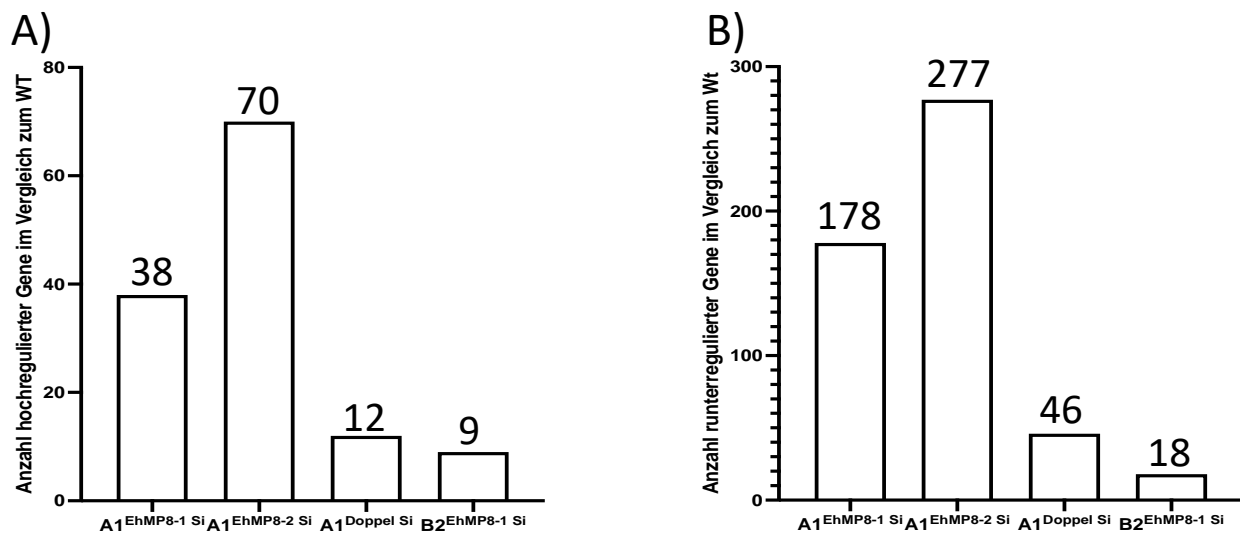 A)
Anzahl hochregulierter Gene im Vergleich zum WT
80
60
40
20
0
38
70
12
9
A1EhMP8-1 Si
A1EhMP8-2 Si
A1Doppel Si
B2EhMP8-1 Si
B)
Anzahl runterregulierter Gene im Vergleich zum Wt
300
200
100
0
178
277
46
18
A1EhMP8-1 Si
A1EhMP8-2 Si
A1Doppel Si
B2EhMP8-1 Si